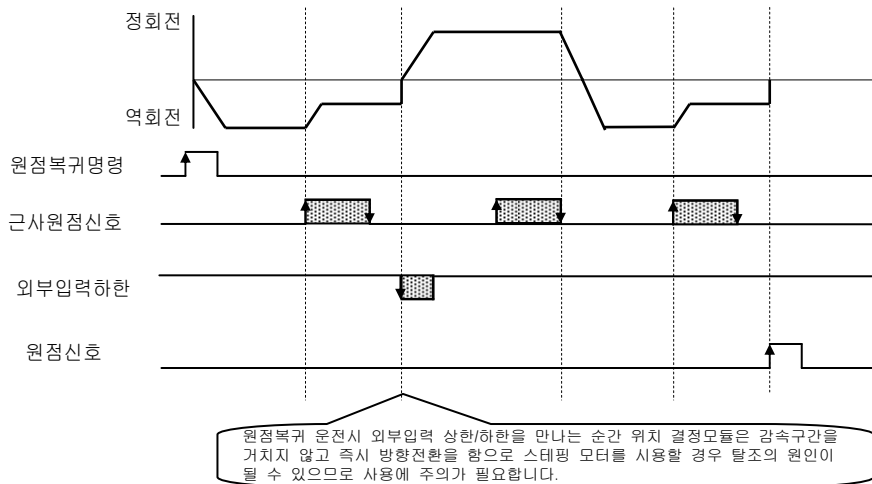 정회전
역회전
원점복귀명령
근사원점신호
외부입력하한
원점신호
원점복귀 운전시 외부입력 상한/하한을 만나는 순간 위치 결정모듈은 감속구간을
거치지 않고 즉시 방향전환을 함으로 스테핑 모터를 시용할 경우 탈조의 원인이
될 수 있으므로 사용에 주의가 필요합니다.